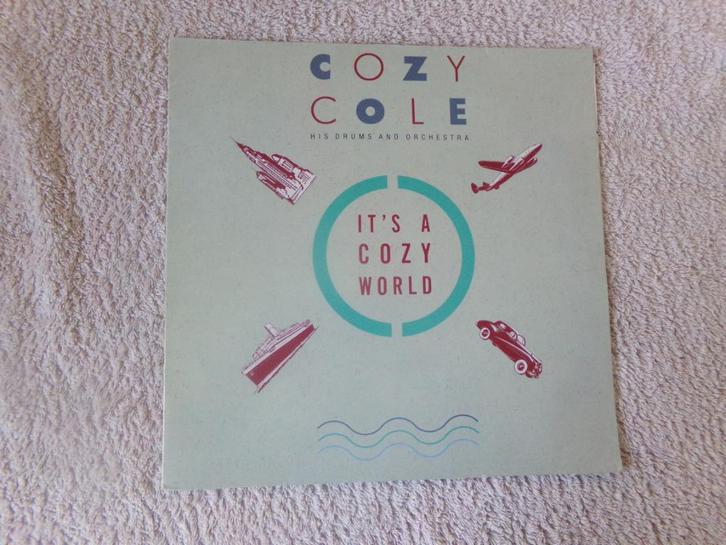 COZY
COLE
HIS DRUMS AND ORCHESTRA
IT'S A
COZY
WORLD